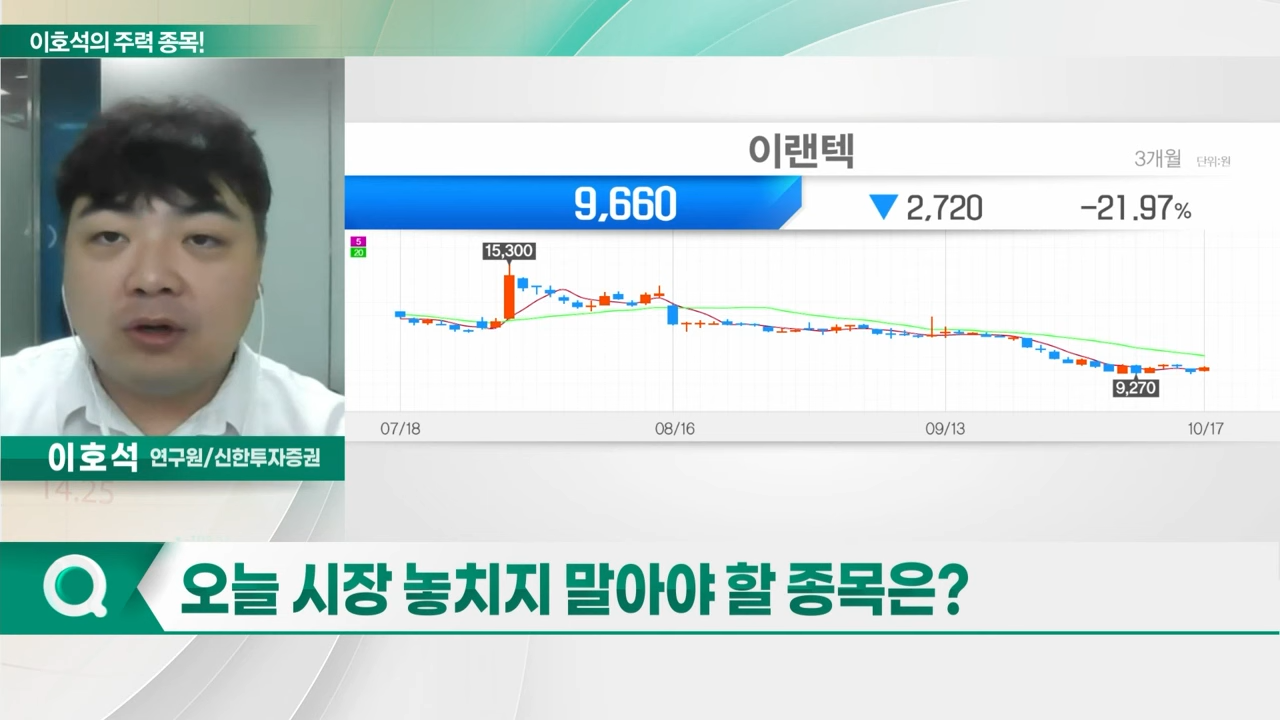 이호석의 주력 종목!
이랜텍
3개월 단위:원
9,660 ▼ 2,720 -21.97%
5
20
15,300
9,270
07/18 08/16 09/13 10/17
이호석 연구원/신한투자증권
14.25
오늘 시장 놓치지 말아야 할 종목은?